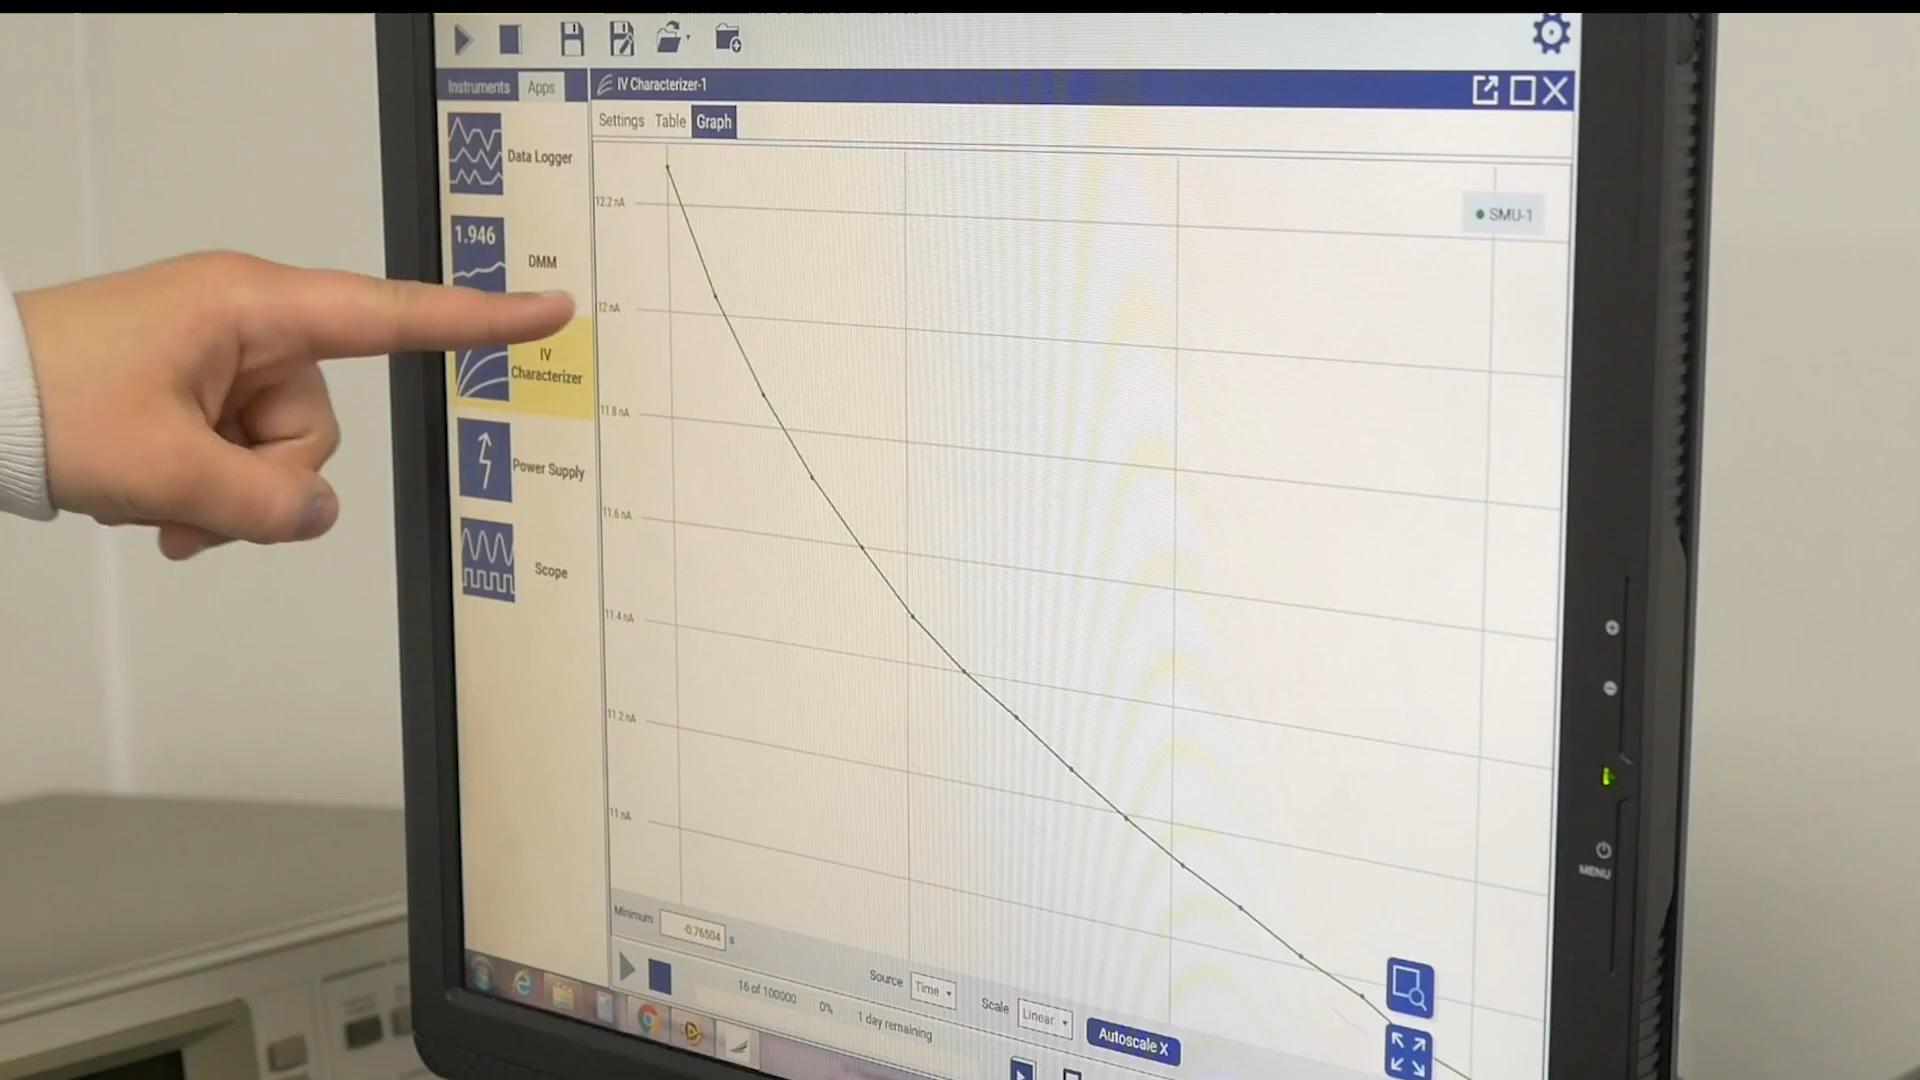 IV Characterizer-1
Instruments Apps
Settings Table Graph
Data Logger
1.946
DMM
IV
Characterizer
Power Supply
Scope
12.2 nA
12 nA
11.8 nA
11.6 nA
11.4 nA
11.2 nA
11 nA
SMU-1
Minimum -0.76504 s
16 of 100000 0% 1 day remaining
Source Time Scale Linear Autoscale X
MENU